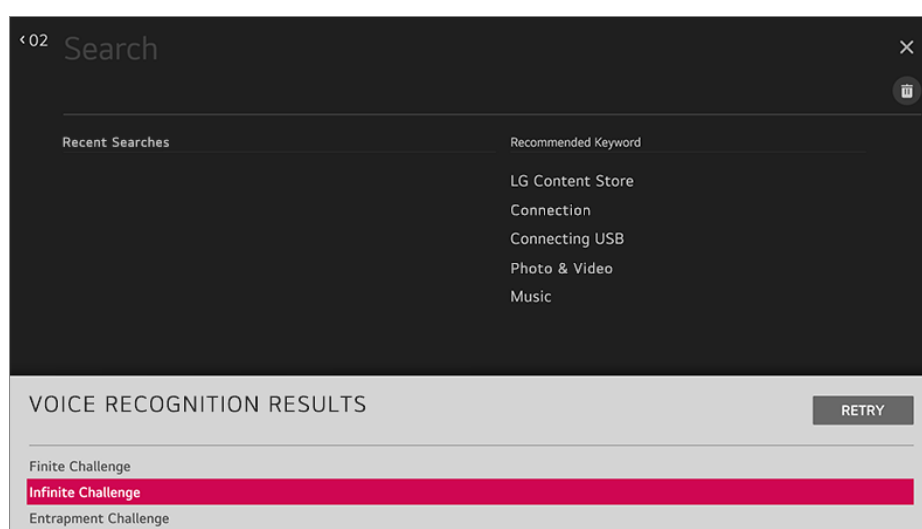 ‹02
Search
Recent Searches
Recommended Keyword
LG Content Store
Connection
Connecting USB
Photo & Video
Music
VOICE RECOGNITION RESULTS
RETRY
Finite Challenge
Infinite Challenge
Entrapment Challenge